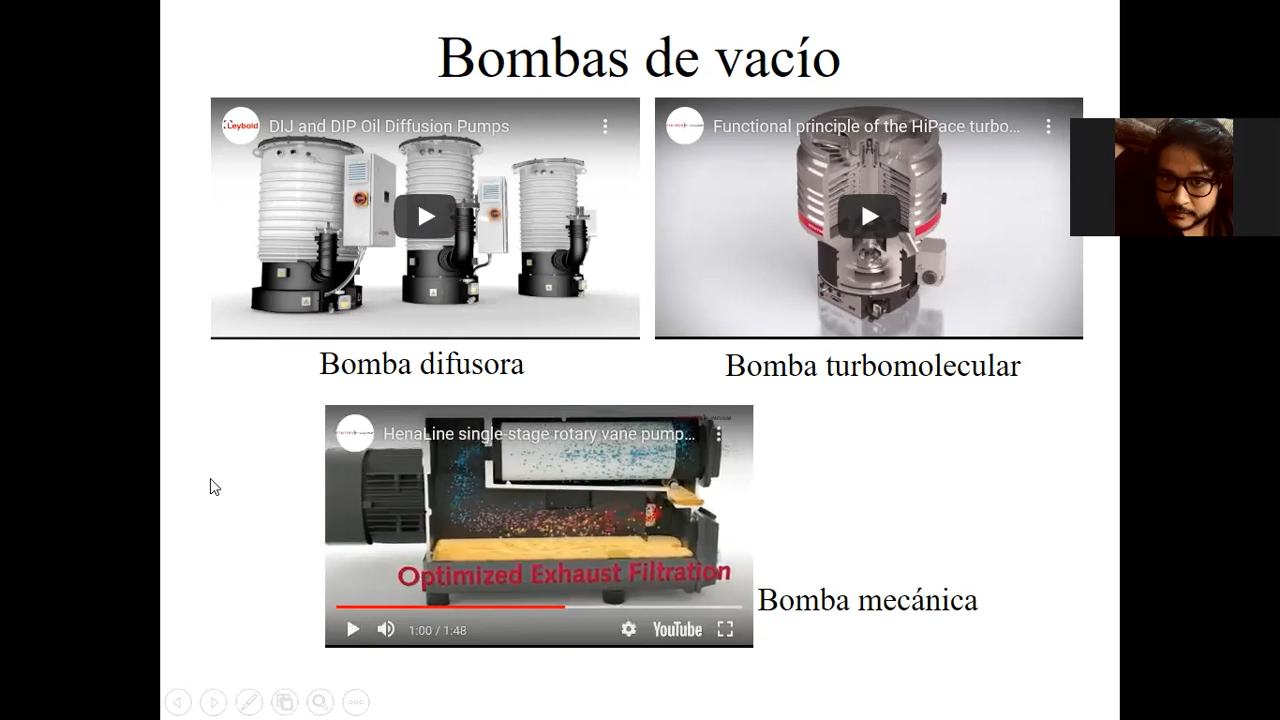 Bombas de vacío
Leybold
DIJ and DIP Oil Diffusion Pumps
Functional principle of the HiPace turbo...
Bomba difusora
Bomba turbomolecular
HenaLine single-stage rotary vane pump...
Optimized Exhaust Filtration
1:00 / 1:48
YouTube
Bomba mecánica